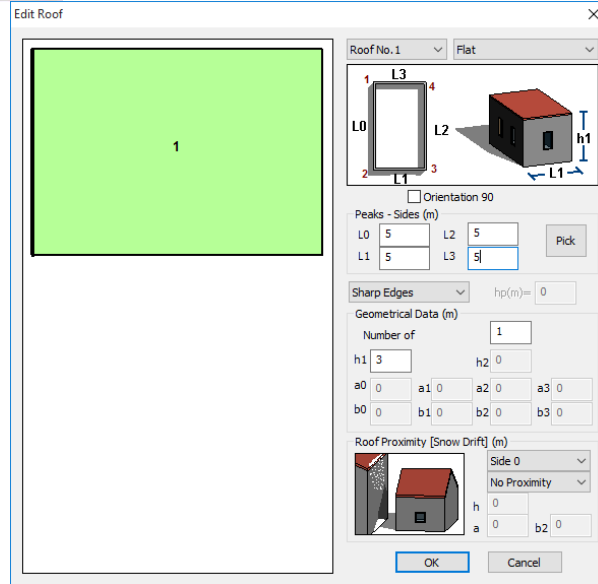 Edit Roof
1
Roof No.1 Flat
1 L3 4
L0 L2 h1
2 L1 3 L1
Orientation 90
Peaks - Sides (m)
L0 5 L2 5 Pick
L1 5 L3 5
Sharp Edges hp(m)= 0
Geometrical Data (m)
Number of 1
h1 3 h2 0
a0 0 a1 0 a2 0 a3 0
b0 0 b1 0 b2 0 b3 0
Roof Proximity [Snow Drift] (m)
Side 0
No Proximity
h 0
a 0 b2 0
OK Cancel